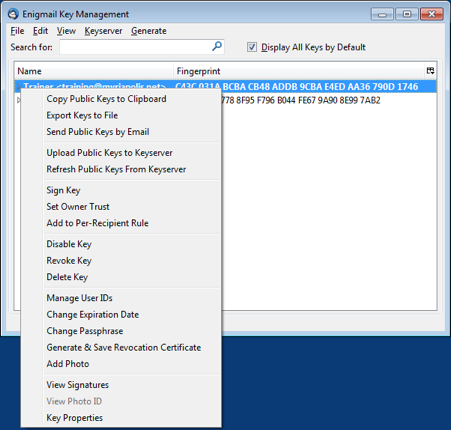 Enigmail Key Management
File Edit View Keyserver Generate
Search for: Display All Keys by Default
Name Fingerprint
Trainer <training@myriapolis.net> C43C 031A BCBA CB48 ADDB 9CBA E4ED AA36 790D 1746
778 8F95 F796 B044 FE67 9A90 8E99 7AB2
Copy Public Keys to Clipboard
Export Keys to File
Send Public Keys by Email
Upload Public Keys to Keyserver
Refresh Public Keys From Keyserver
Sign Key
Set Owner Trust
Add to Per-Recipient Rule
Disable Key
Revoke Key
Delete Key
Manage User IDs
Change Expiration Date
Change Passphrase
Generate & Save Revocation Certificate
Add Photo
View Signatures
View Photo ID
Key Properties